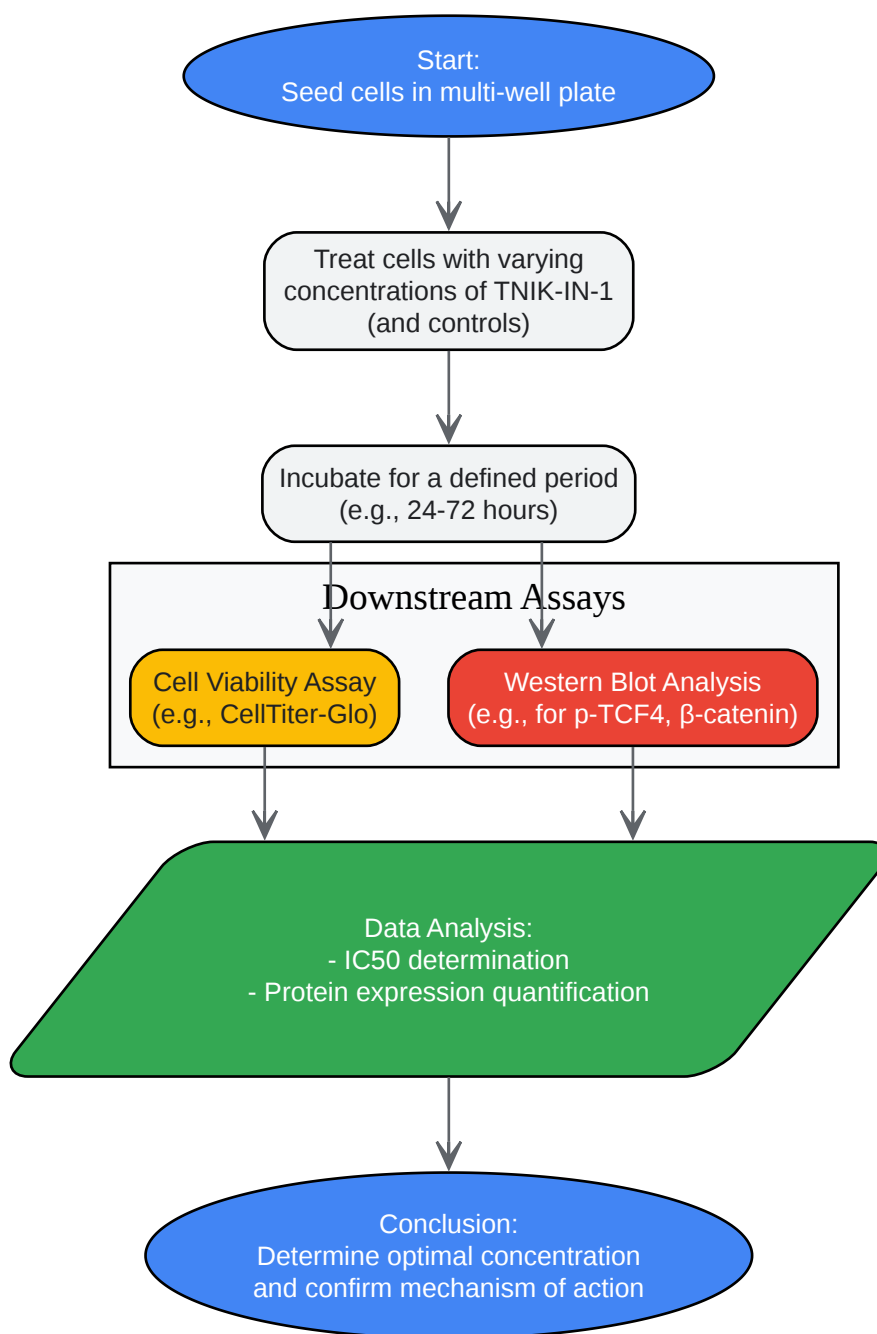 Start:
Seed cells in multi-well plate
Treat cells with varying
concentrations of TNIK-IN-1
(and controls)
Incubate for a defined period
(e.g., 24-72 hours)
Downstream Assays
Cell Viability Assay
(e.g., CellTiter-Glo)
Western Blot Analysis
(e.g., for p-TCF4, β-catenin)
Data Analysis:
- IC50 determination
- Protein expression quantification
Conclusion:
Determine optimal concentration
and confirm mechanism of action